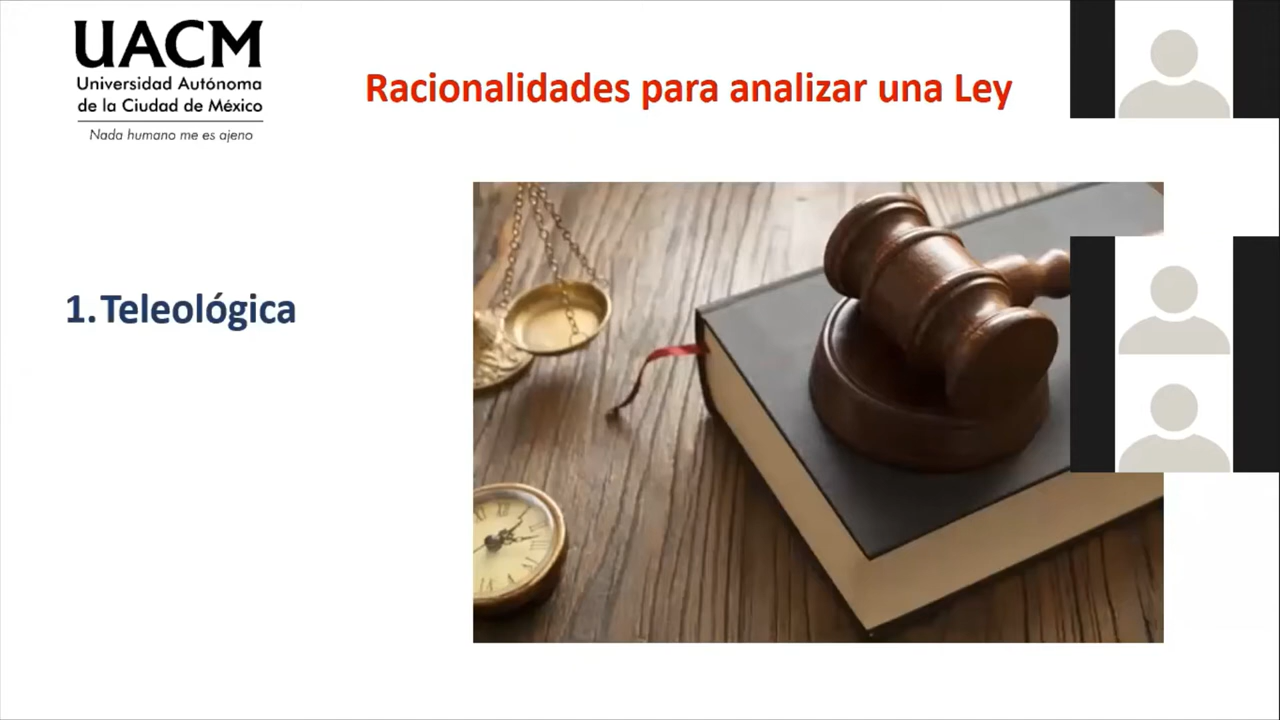 UACM
Universidad Autónoma
de la Ciudad de México
Nada humano me es ajeno
Racionalidades para analizar una Ley
1. Teleológica